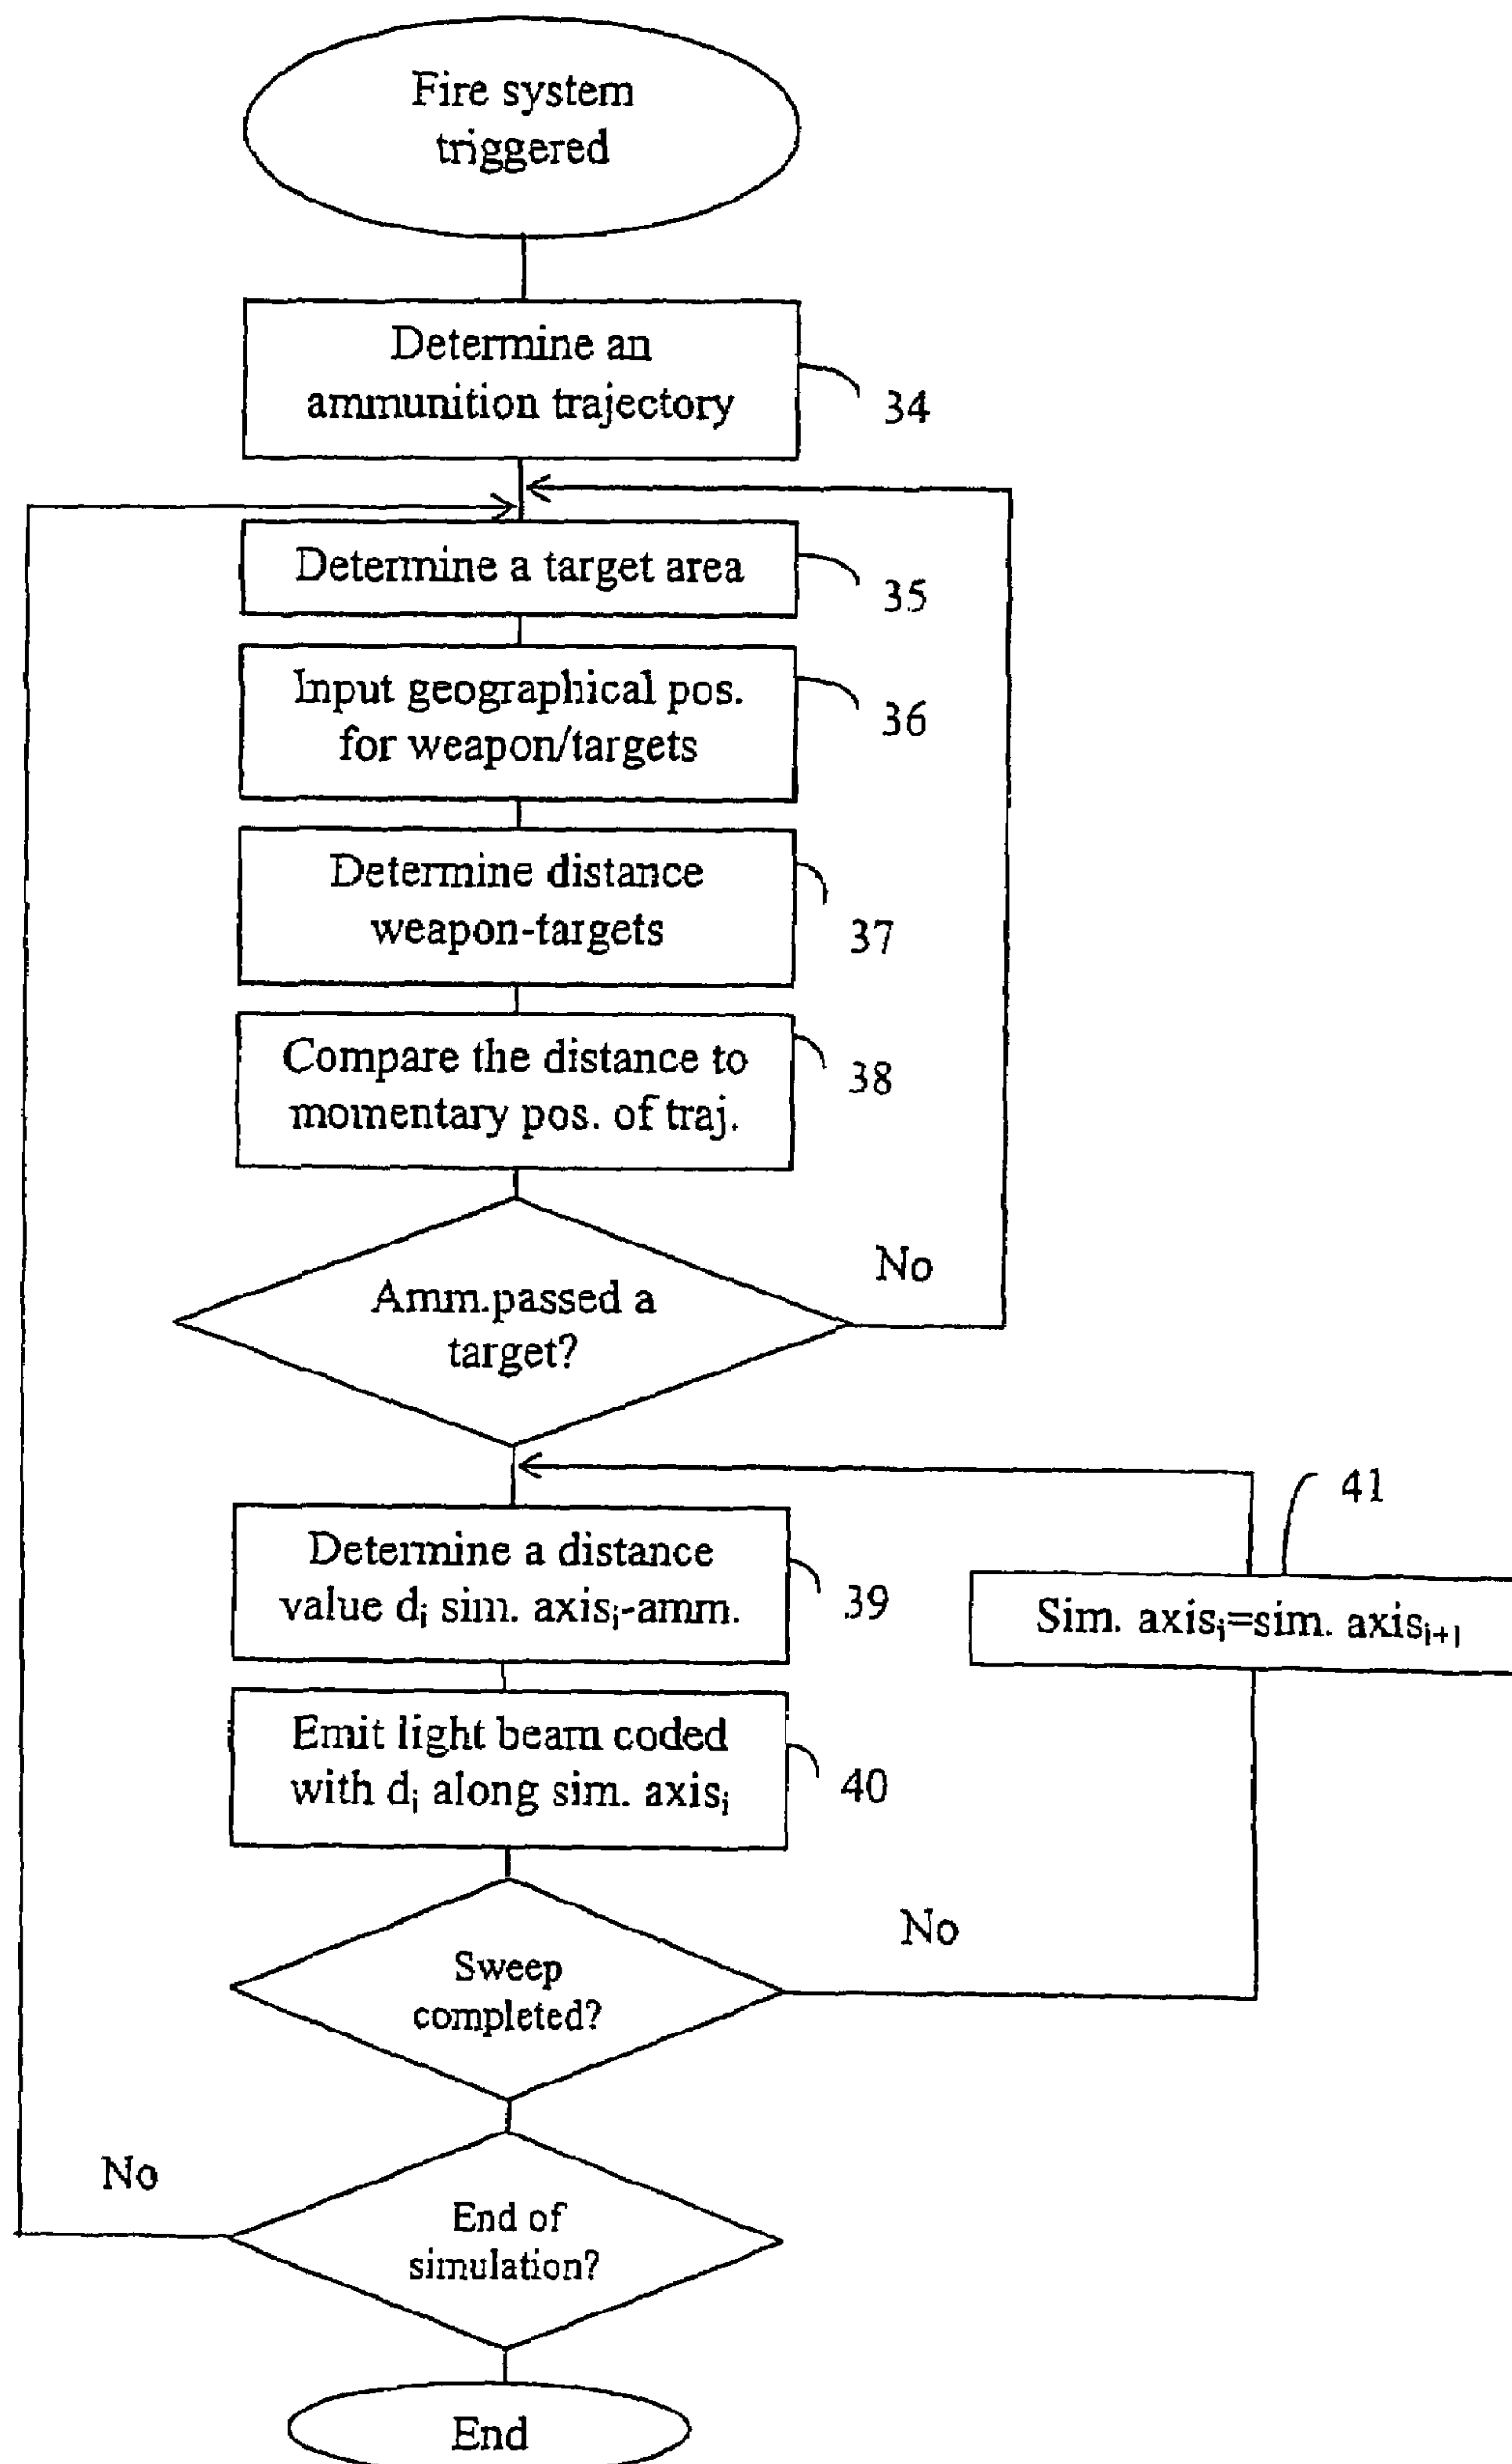 Fire system
triggered
Determine an
ammunition trajectory
34
Determine a target area
35
Input geographical pos.
for weapon/targets
36
Determine distance
weapon-targets
37
Compare the distance to
momentary pos. of traj.
38
Amm.passed a
target?
No
Determine a distance
value dᵢ sim. axisᵢ-amm.
39
41
Sim. axisᵢ=sim. axisᵢ₊₁
Emit light beam coded
with dᵢ along sim. axisᵢ
40
Sweep
completed?
No
End of
simulation?
No
End